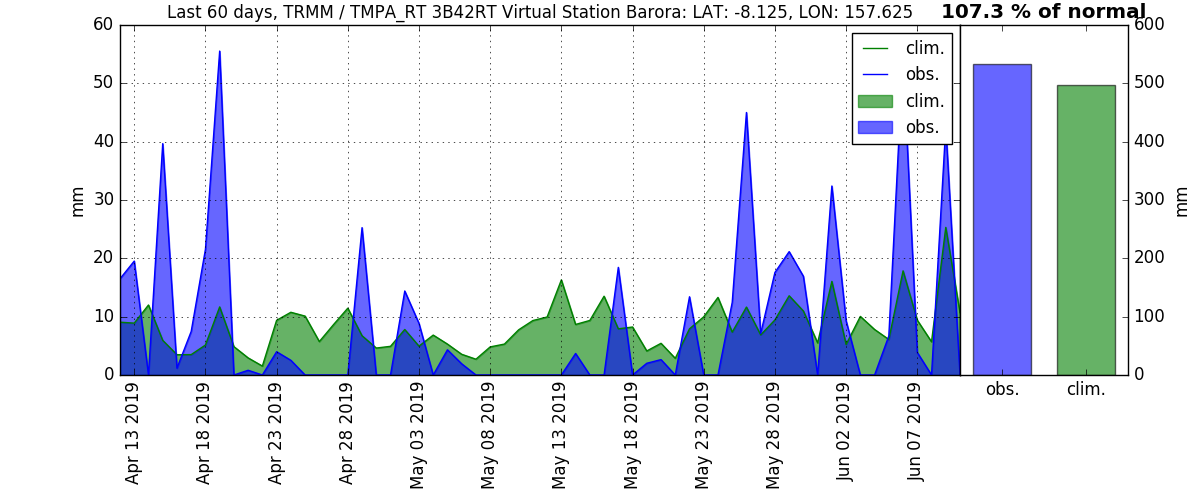 Last 60 days, TRMM / TMPA_RT 3B42RT Virtual Station Barora: LAT: -8.125, LON: 157.625
107.3 % of normal
60
50
40
30
20
10
0
mm
clim.
obs.
clim.
obs.
600
500
400
300
200
100
0
mm
Apr 13 2019
Apr 18 2019
Apr 23 2019
Apr 28 2019
May 03 2019
May 08 2019
May 13 2019
May 18 2019
May 23 2019
May 28 2019
Jun 02 2019
Jun 07 2019
obs.
clim.